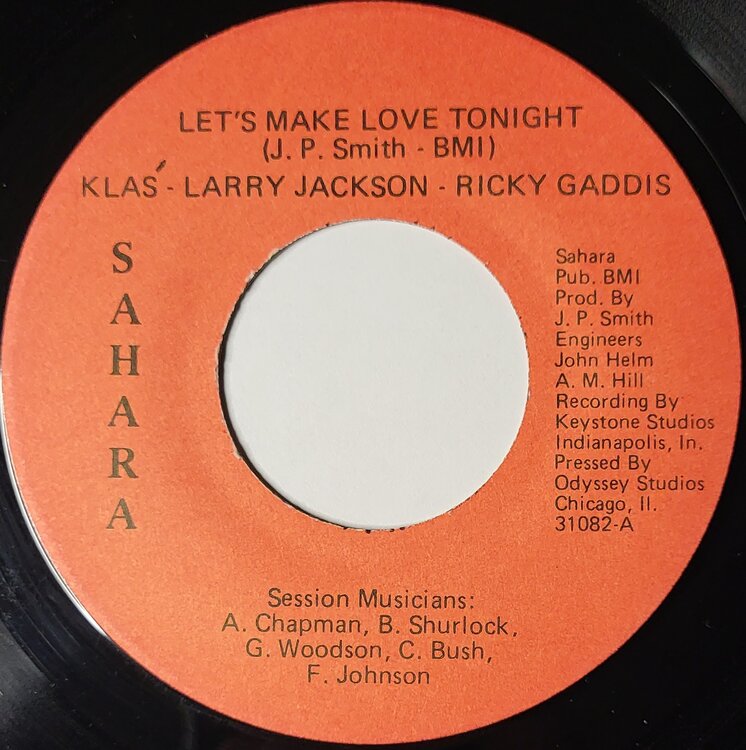 LET'S MAKE LOVE TONIGHT
(J. P. Smith - BMI)
KLAS - LARRY JACKSON - RICKY GADDIS
SAHARA
Sahara
Pub. BMI
Prod. By
J. P. Smith
Engineers
John Helm
A. M. Hill
Recording By
Keystone Studios
Indianapolis, In.
Pressed By
Odyssey Studios
Chicago, Il.
31082-A
Session Musicians:
A. Chapman, B. Shurlock,
G. Woodson, C. Bush,
F. Johnson